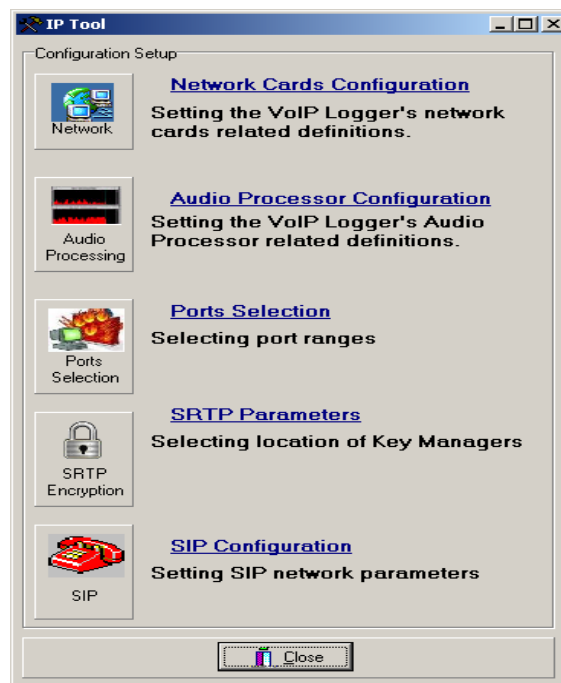 IP Tool
Configuration Setup
Network
Network Cards Configuration
Setting the VoIP Logger's network
cards related definitions.
Audio
Processing
Audio Processor Configuration
Setting the VoIP Logger's Audio
Processor related definitions.
Ports
Selection
Ports Selection
Selecting port ranges
SRTP
Encryption
SRTP Parameters
Selecting location of Key Managers
SIP
SIP Configuration
Setting SIP network parameters
Close